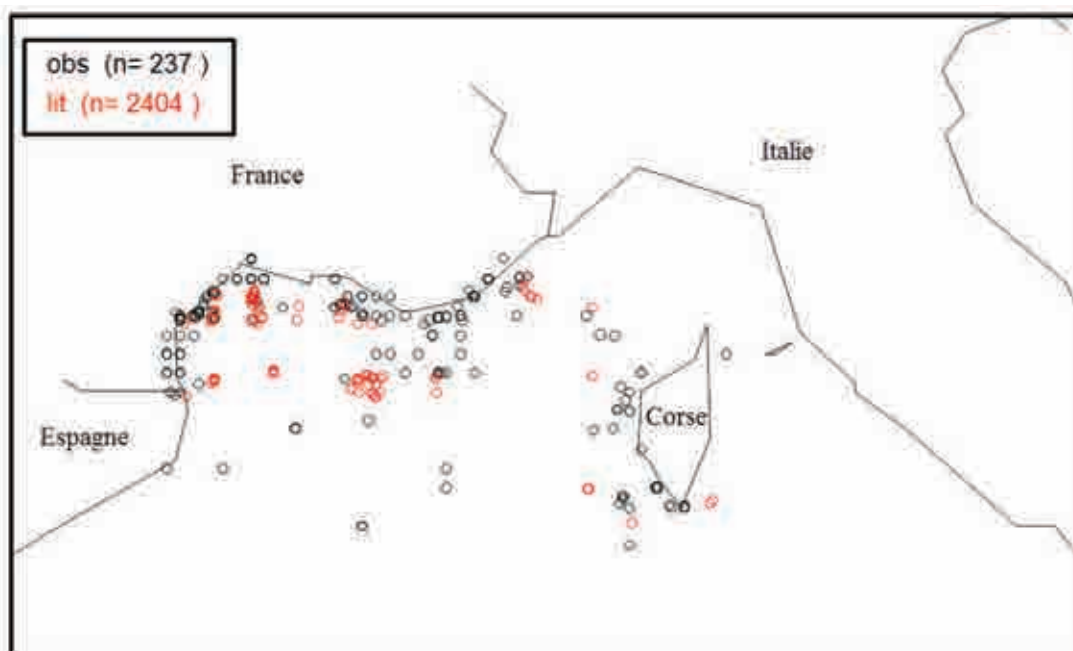 obs (n= 237 )
lit (n= 2404 )
France
Italie
Espagne
Corse